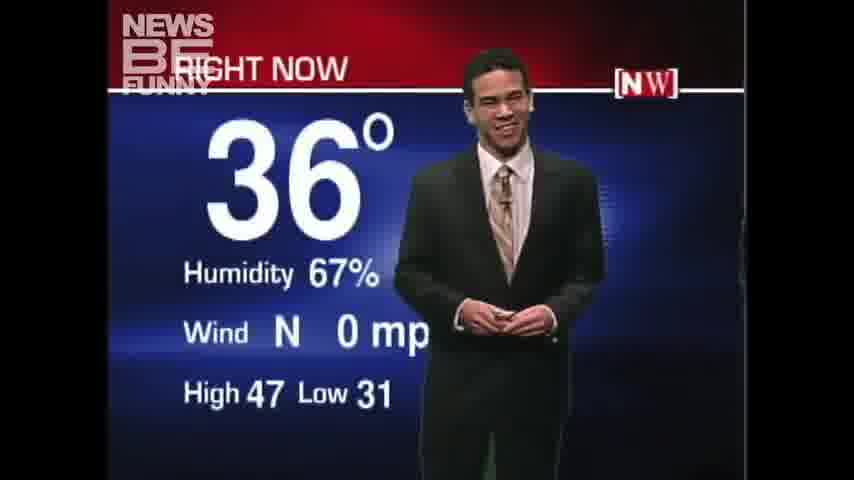 NEWS
BE
FUNNY
RIGHT NOW
[NW]
36°
Humidity 67%
Wind N 0 mp
High 47 Low 31